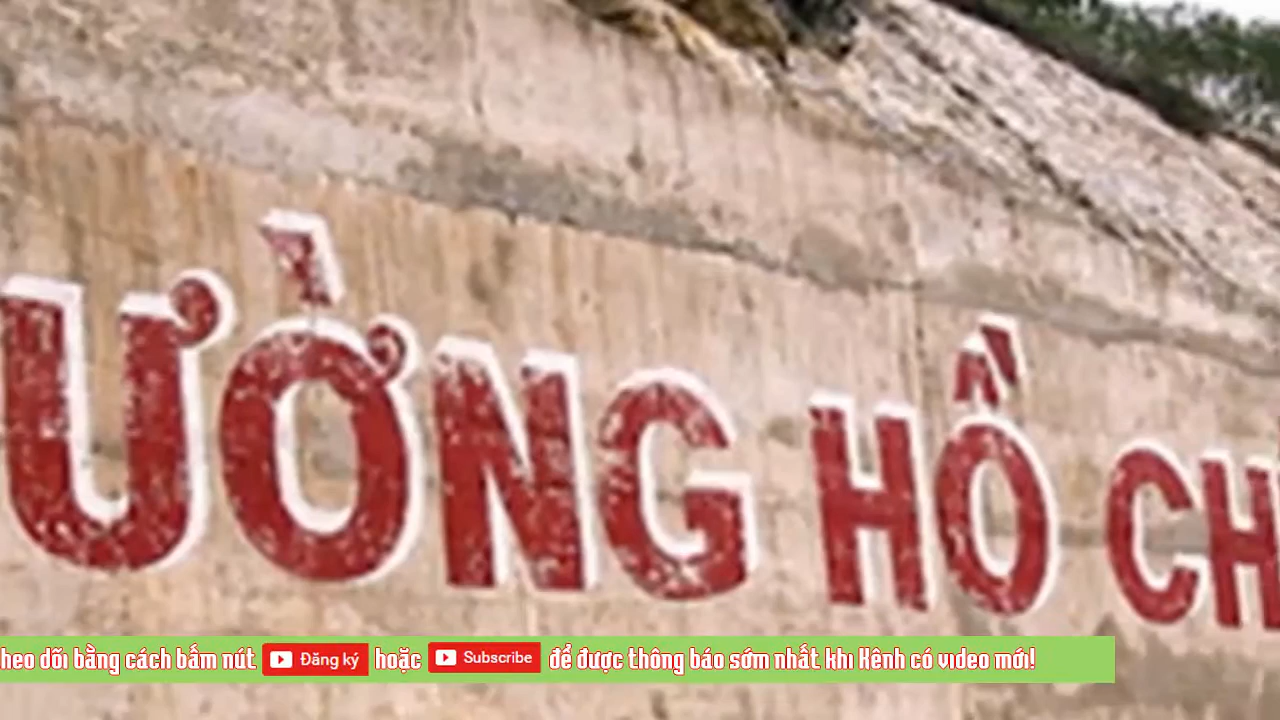 ƯỜNG HỒ CH
heo dõi bằng cách bấm nút Đăng ký hoặc Subscribe để được thông báo sớm nhất khi Kênh có video mới!